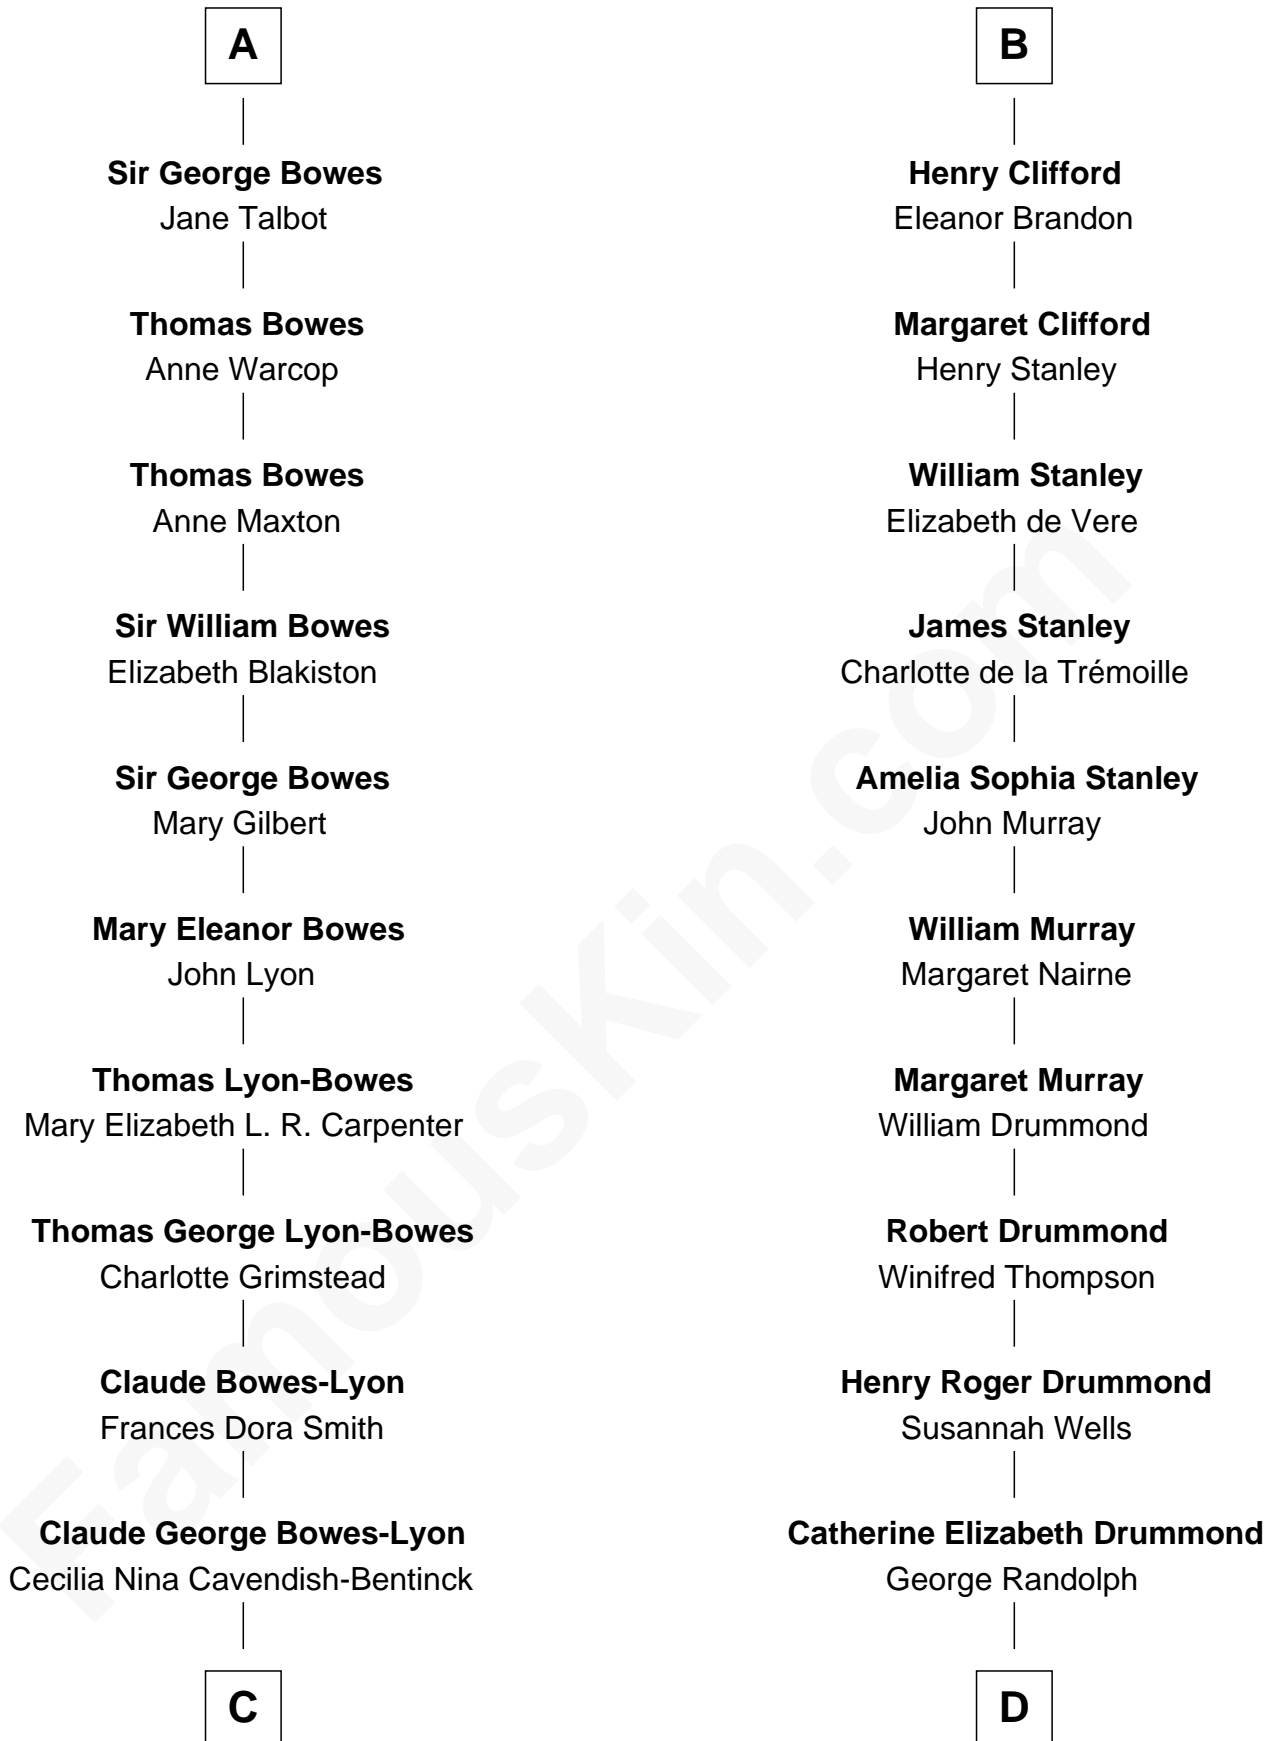 A
Sir George Bowes
Jane Talbot
Thomas Bowes
Anne Warcop
Thomas Bowes
Anne Maxton
Sir William Bowes
Elizabeth Blakiston
Sir George Bowes
Mary Gilbert
Mary Eleanor Bowes
John Lyon
Thomas Lyon-Bowes
Mary Elizabeth L. R. Carpenter
Thomas George Lyon-Bowes
Charlotte Grimstead
Claude Bowes-Lyon
Frances Dora Smith
Claude George Bowes-Lyon
Cecilia Nina Cavendish-Bentinck
C
B
Henry Clifford
Eleanor Brandon
Margaret Clifford
Henry Stanley
William Stanley
Elizabeth de Vere
James Stanley
Charlotte de la Trémoille
Amelia Sophia Stanley
John Murray
William Murray
Margaret Nairne
Margaret Murray
William Drummond
Robert Drummond
Winifred Thompson
Henry Roger Drummond
Susannah Wells
Catherine Elizabeth Drummond
George Randolph
D
FamousKin.com